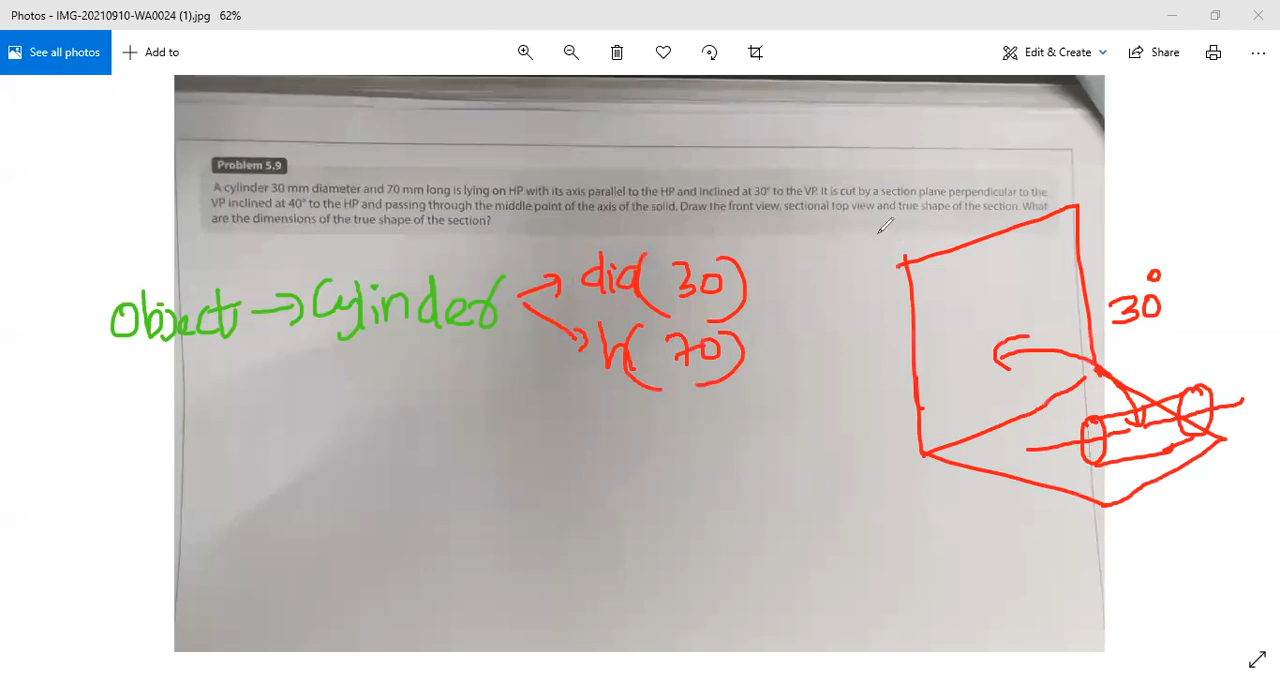 Photos - IMG-20210910-WA0024 (1).jpg 62%
See all photos
Add to
Edit & Create
Share
Problem 5.9
A cylinder 30 mm diameter and 70 mm long is lying on HP with its axis parallel to the HP and inclined at 30° to the VP. It is cut by a section plane perpendicular to the
VP inclined at 40° to the HP and passing through the middle point of the axis of the solid. Draw the front view, sectional top view and true shape of the section. What
are the dimensions of the true shape of the section?
Object → Cylinder
dia(30)
h(70)
30°